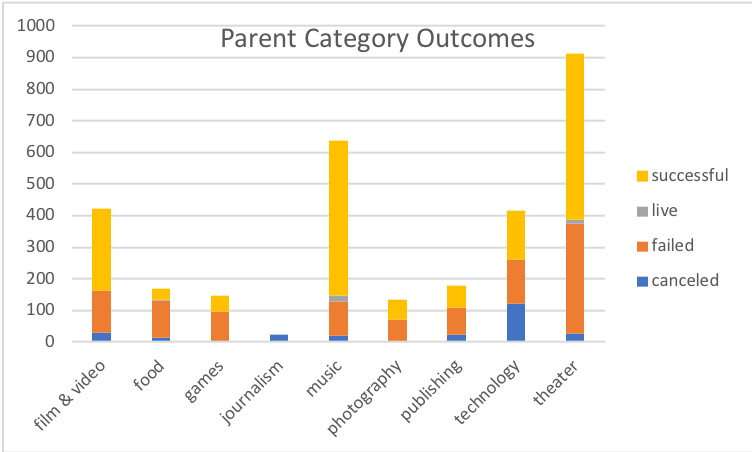 Parent Category Outcomes
1000
900
800
700
600
500
400
300
200
100
0
film & video
food
games
journalism
music
photography
publishing
technology
theater
successful
live
failed
canceled